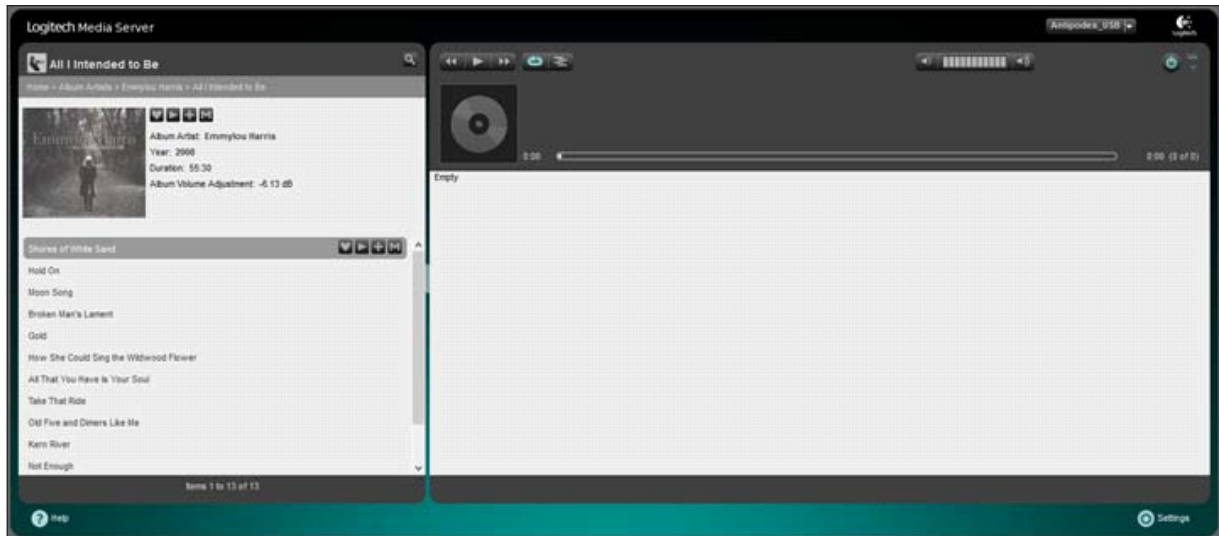 Logitech Media Server
Antipodes_USB
Logitech
All I Intended to Be
Home > Album Artists > Emmylou Harris > All I Intended to Be
Emmylou Harris
Album Artist: Emmylou Harris
Year: 2008
Duration: 55:30
Album Volume Adjustment: -6.13 dB
0:00
0:00 (0 of 0)
Empty
Shores of White Sand
Hold On
Moon Song
Broken Man's Lament
Gold
How She Could Sing the Wildwood Flower
All That You Have Is Your Soul
Take That Ride
Old Five and Dimers Like Me
Kern River
Not Enough
Items 1 to 13 of 13
Help
Settings